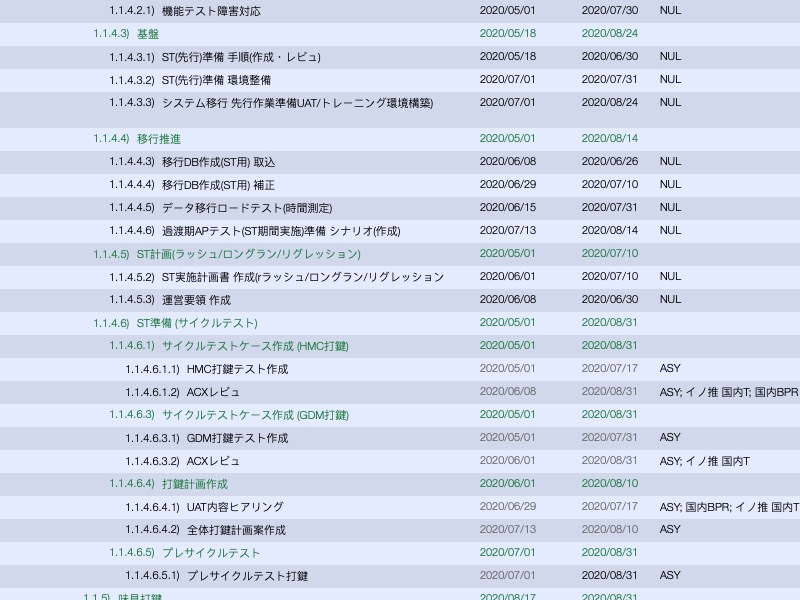 1.1.4.2.1) 機能テスト障害対応 2020/05/01 2020/07/30 NUL
1.1.4.3) 基盤 2020/05/18 2020/08/24
1.1.4.3.1) ST(先行)準備 手順(作成・レビュ) 2020/05/18 2020/06/30 NUL
1.1.4.3.2) ST(先行)準備 環境整備 2020/07/01 2020/07/31 NUL
1.1.4.3.3) システム移行 先行作業準備UAT/トレーニング環境構築) 2020/07/01 2020/08/24 NUL
1.1.4.4) 移行推進 2020/05/01 2020/08/14
1.1.4.4.3) 移行DB作成(ST用) 取込 2020/06/08 2020/06/26 NUL
1.1.4.4.4) 移行DB作成(ST用) 補正 2020/06/29 2020/07/10 NUL
1.1.4.4.5) データ移行ロードテスト(時間測定) 2020/06/15 2020/07/31 NUL
1.1.4.4.6) 過渡期APテスト(ST期間実施)準備 シナリオ(作成) 2020/07/13 2020/08/14 NUL
1.1.4.5) ST計画(ラッシュ/ロングラン/リグレッション) 2020/05/01 2020/07/10
1.1.4.5.2) ST実施計画書 作成(rラッシュ/ロングラン/リグレッション 2020/06/01 2020/07/10 NUL
1.1.4.5.3) 運営要領 作成 2020/06/08 2020/06/30 NUL
1.1.4.6) ST準備 (サイクルテスト) 2020/05/01 2020/08/31
1.1.4.6.1) サイクルテストケース作成 (HMC打鍵) 2020/05/01 2020/08/31
1.1.4.6.1.1) HMC打鍵テスト作成 2020/05/01 2020/07/17 ASY
1.1.4.6.1.2) ACXレビュ 2020/06/08 2020/08/31 ASY; イノ推 国内T; 国内BPR
1.1.4.6.3) サイクルテストケース作成 (GDM打鍵) 2020/05/01 2020/08/31
1.1.4.6.3.1) GDM打鍵テスト作成 2020/05/01 2020/07/31 ASY
1.1.4.6.3.2) ACXレビュ 2020/06/01 2020/08/31 ASY; イノ推 国内T
1.1.4.6.4) 打鍵計画作成 2020/06/01 2020/08/10
1.1.4.6.4.1) UAT内容ヒアリング 2020/06/29 2020/07/17 ASY; 国内BPR; イノ推 国内T
1.1.4.6.4.2) 全体打鍵計画案作成 2020/07/13 2020/08/10 ASY
1.1.4.6.5) プレサイクルテスト 2020/07/01 2020/08/31
1.1.4.6.5.1) プレサイクルテスト打鍵 2020/07/01 2020/08/31 ASY
1.1.5) 味見打鍵 2020/08/17 2020/08/31